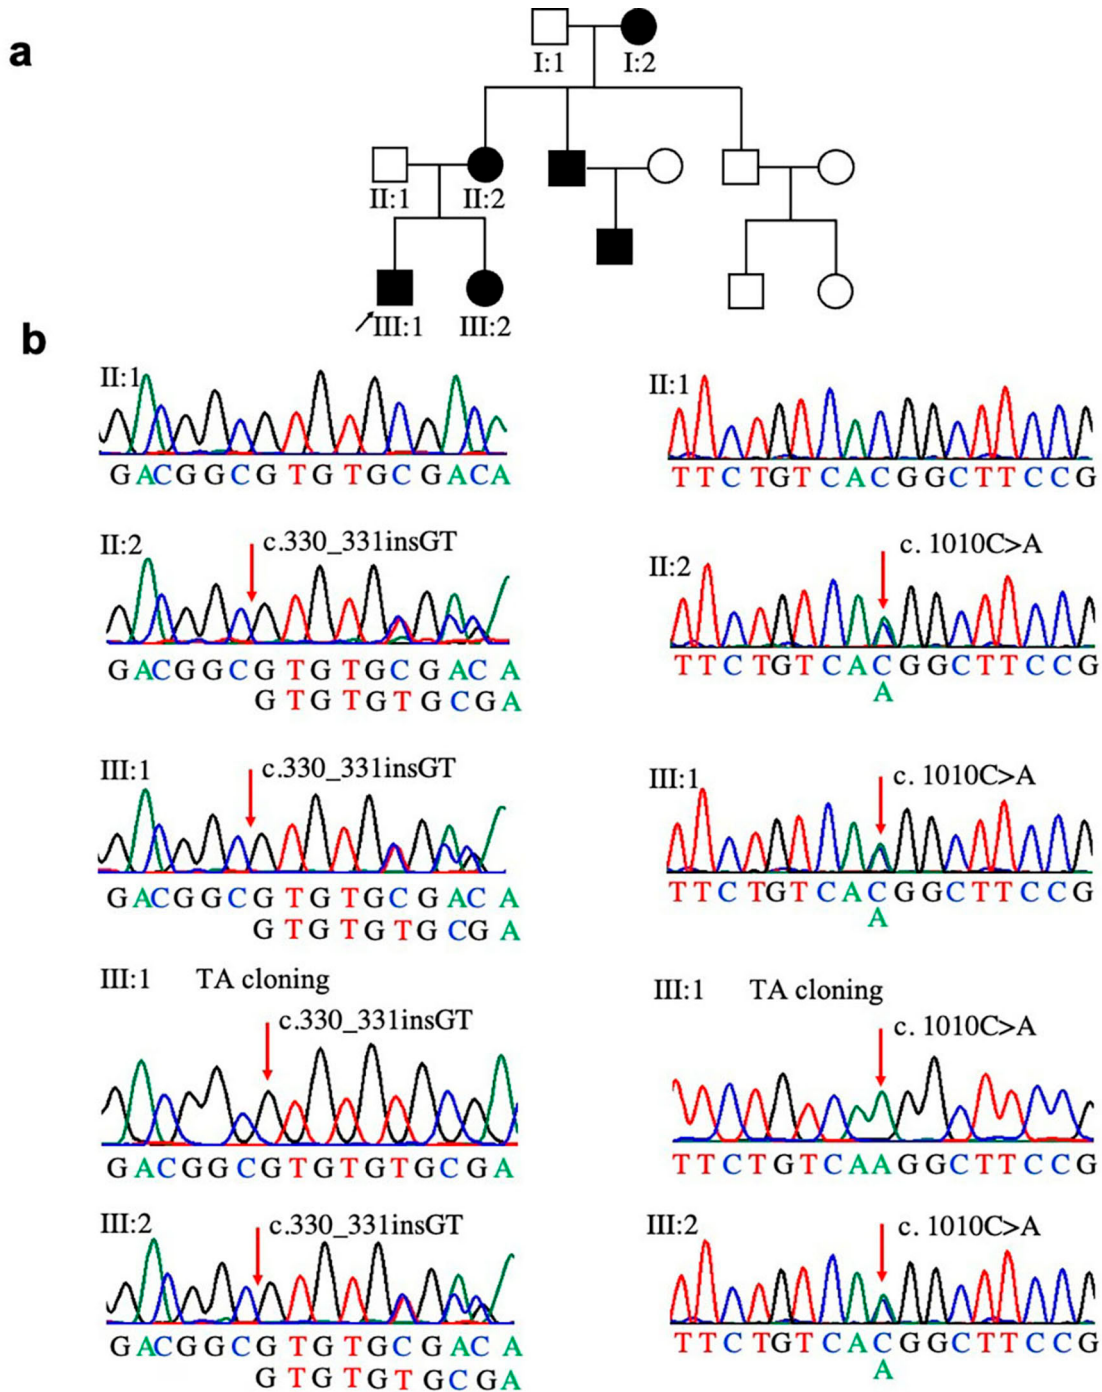 a
I:1 I:2
II:1 II:2
III:1 III:2
b
II:1
GACGGCGTGTGCGACA
II:1
TTCTGTCACGGCTTCCG
II:2
c.330_331insGT
GACGGCGTGTGCGACA
GTGTGTGCGA
II:2
c. 1010C>A
TTCTGTCACGGCTTCCG
A
III:1
c.330_331insGT
GACGGCGTGTGCGACA
GTGTGTGCGA
III:1
c. 1010C>A
TTCTGTCACGGCTTCCG
A
III:1 TA cloning
c.330_331insGT
GACGGCGTGTGTGCGA
III:1 TA cloning
c. 1010C>A
TTCTGTCAAGGCTTCCG
III:2
c.330_331insGT
GACGGCGTGTGCGACA
GTGTGTGCGA
III:2
c. 1010C>A
TTCTGTCACGGCTTCCG
A